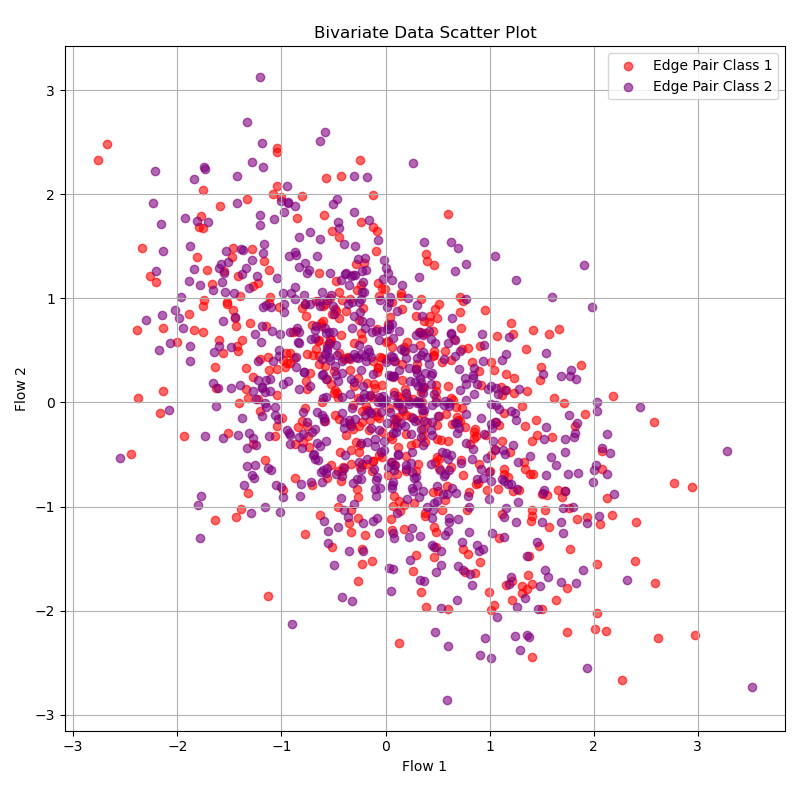 Bivariate Data Scatter Plot
Edge Pair Class 1
Edge Pair Class 2
3
2
1
0
−1
−2
−3
Flow 2
−3
−2
−1
0
1
2
3
Flow 1